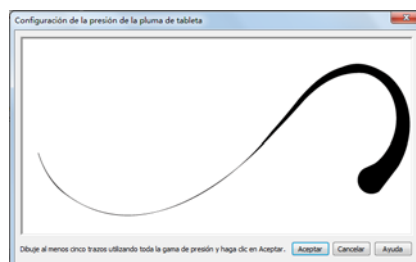 Configuración de la presión de la pluma de tableta
Dibuje al menos cinco trazos utilizando toda la gama de presión y haga clic en Aceptar. Aceptar Cancelar Ayuda